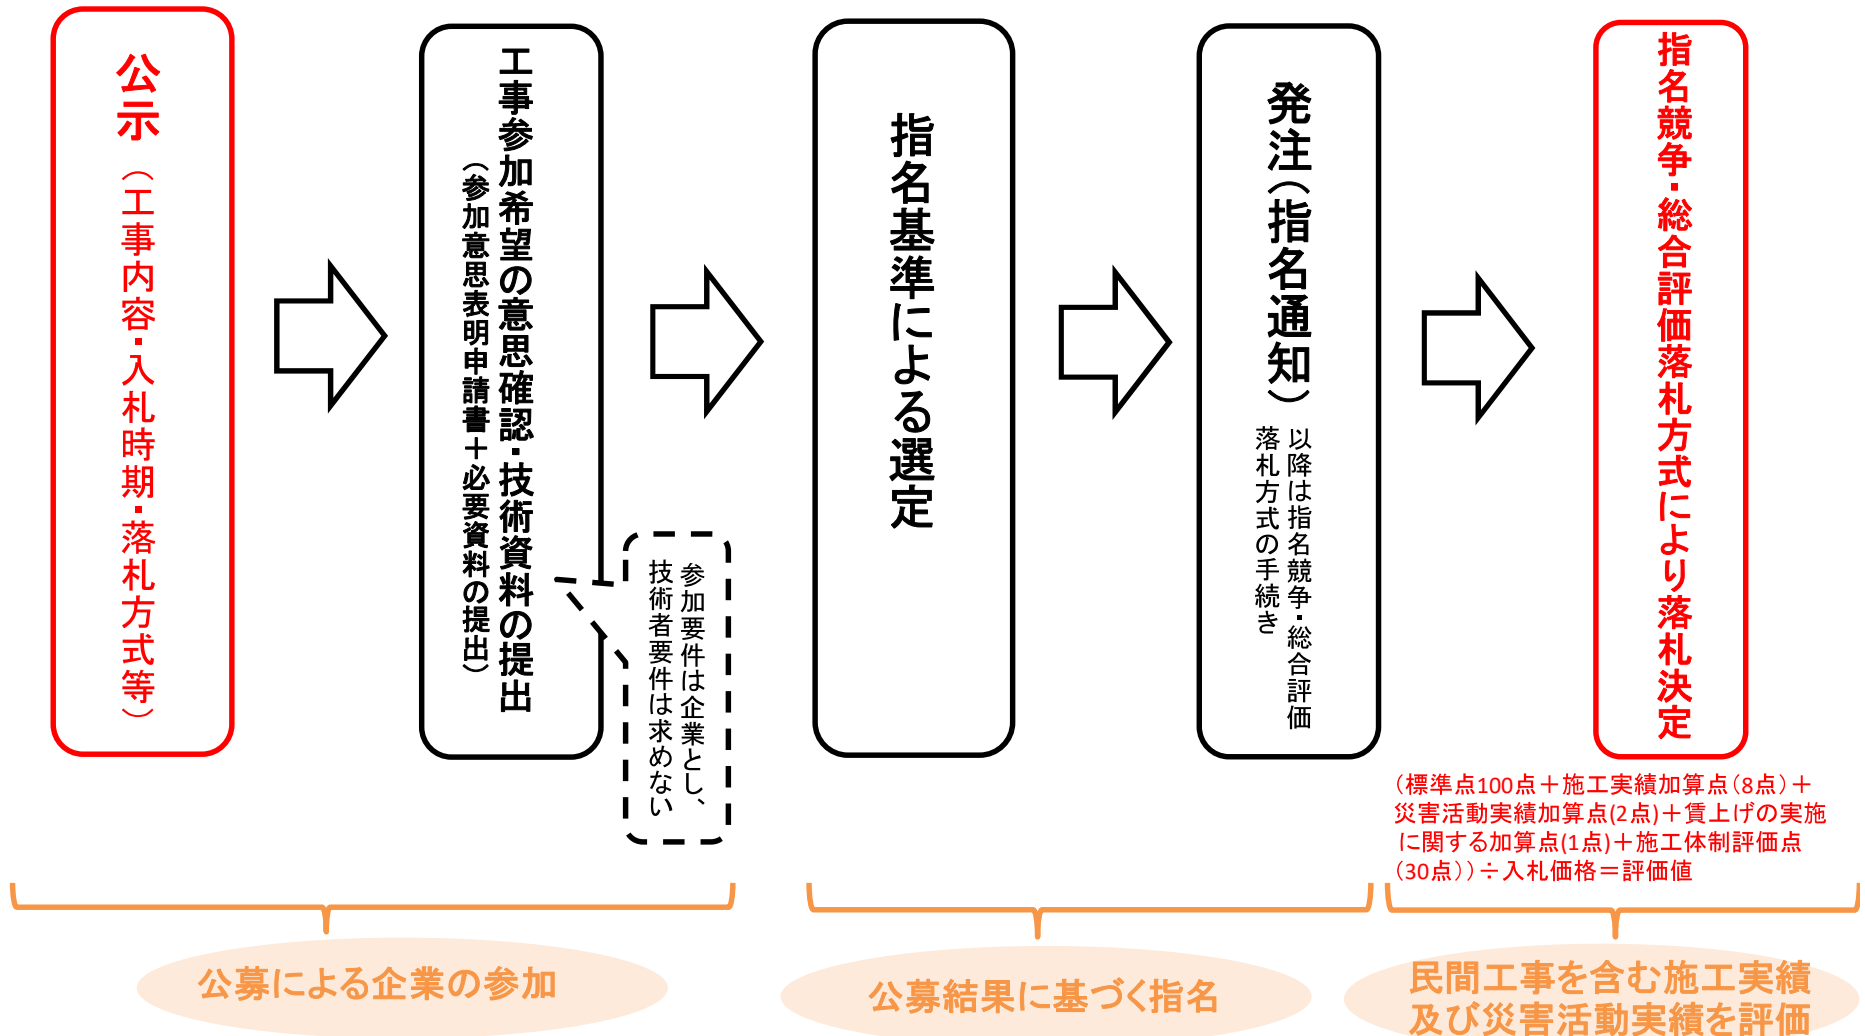 公示（工事内容・入札時期・落札方式等）
工事参加希望の意思確認・技術資料の提出
（参加意思表明申請書＋必要資料の提出）
参加要件は企業とし、
技術者要件は求めない
指名基準による選定
発注（指名通知）
以降は指名競争・総合評価
落札方式の手続き
指名競争・総合評価落札方式により落札決定
（標準点100点＋施工実績加算点（8点）＋
災害活動実績加算点(2点)＋賃上げの実施
に関する加算点(1点)＋施工体制評価点
（30点））÷入札価格＝評価値
公募による企業の参加
公募結果に基づく指名
民間工事を含む施工実績
及び災害活動実績を評価